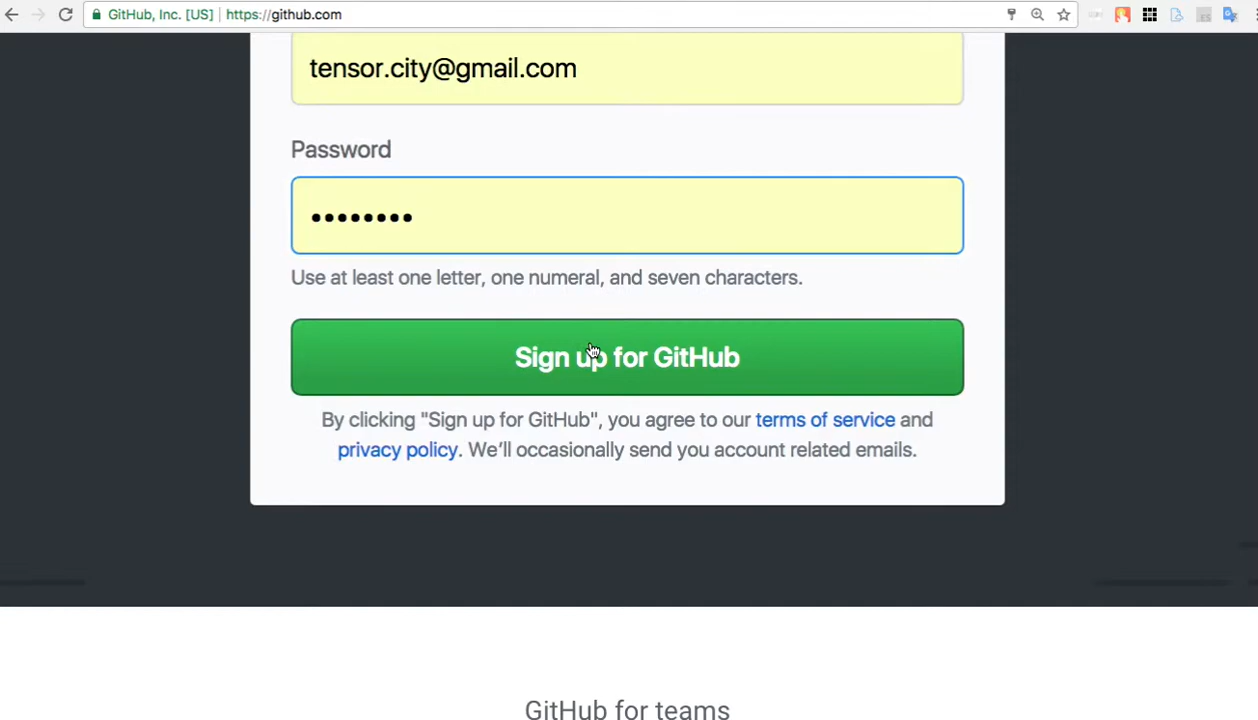 GitHub, Inc. [US] https://github.com
tensor.city@gmail.com
Password
••••••••
Use at least one letter, one numeral, and seven characters.
Sign up for GitHub
By clicking "Sign up for GitHub", you agree to our terms of service and
privacy policy. We’ll occasionally send you account related emails.
GitHub for teams